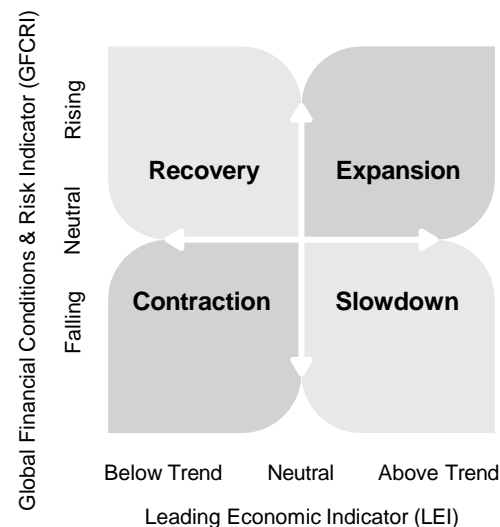 Global Financial Conditions & Risk Indicator (GFCRI)
Rising
Neutral
Falling
Recovery
Expansion
Contraction
Slowdown
Below Trend
Neutral
Above Trend
Leading Economic Indicator (LEI)